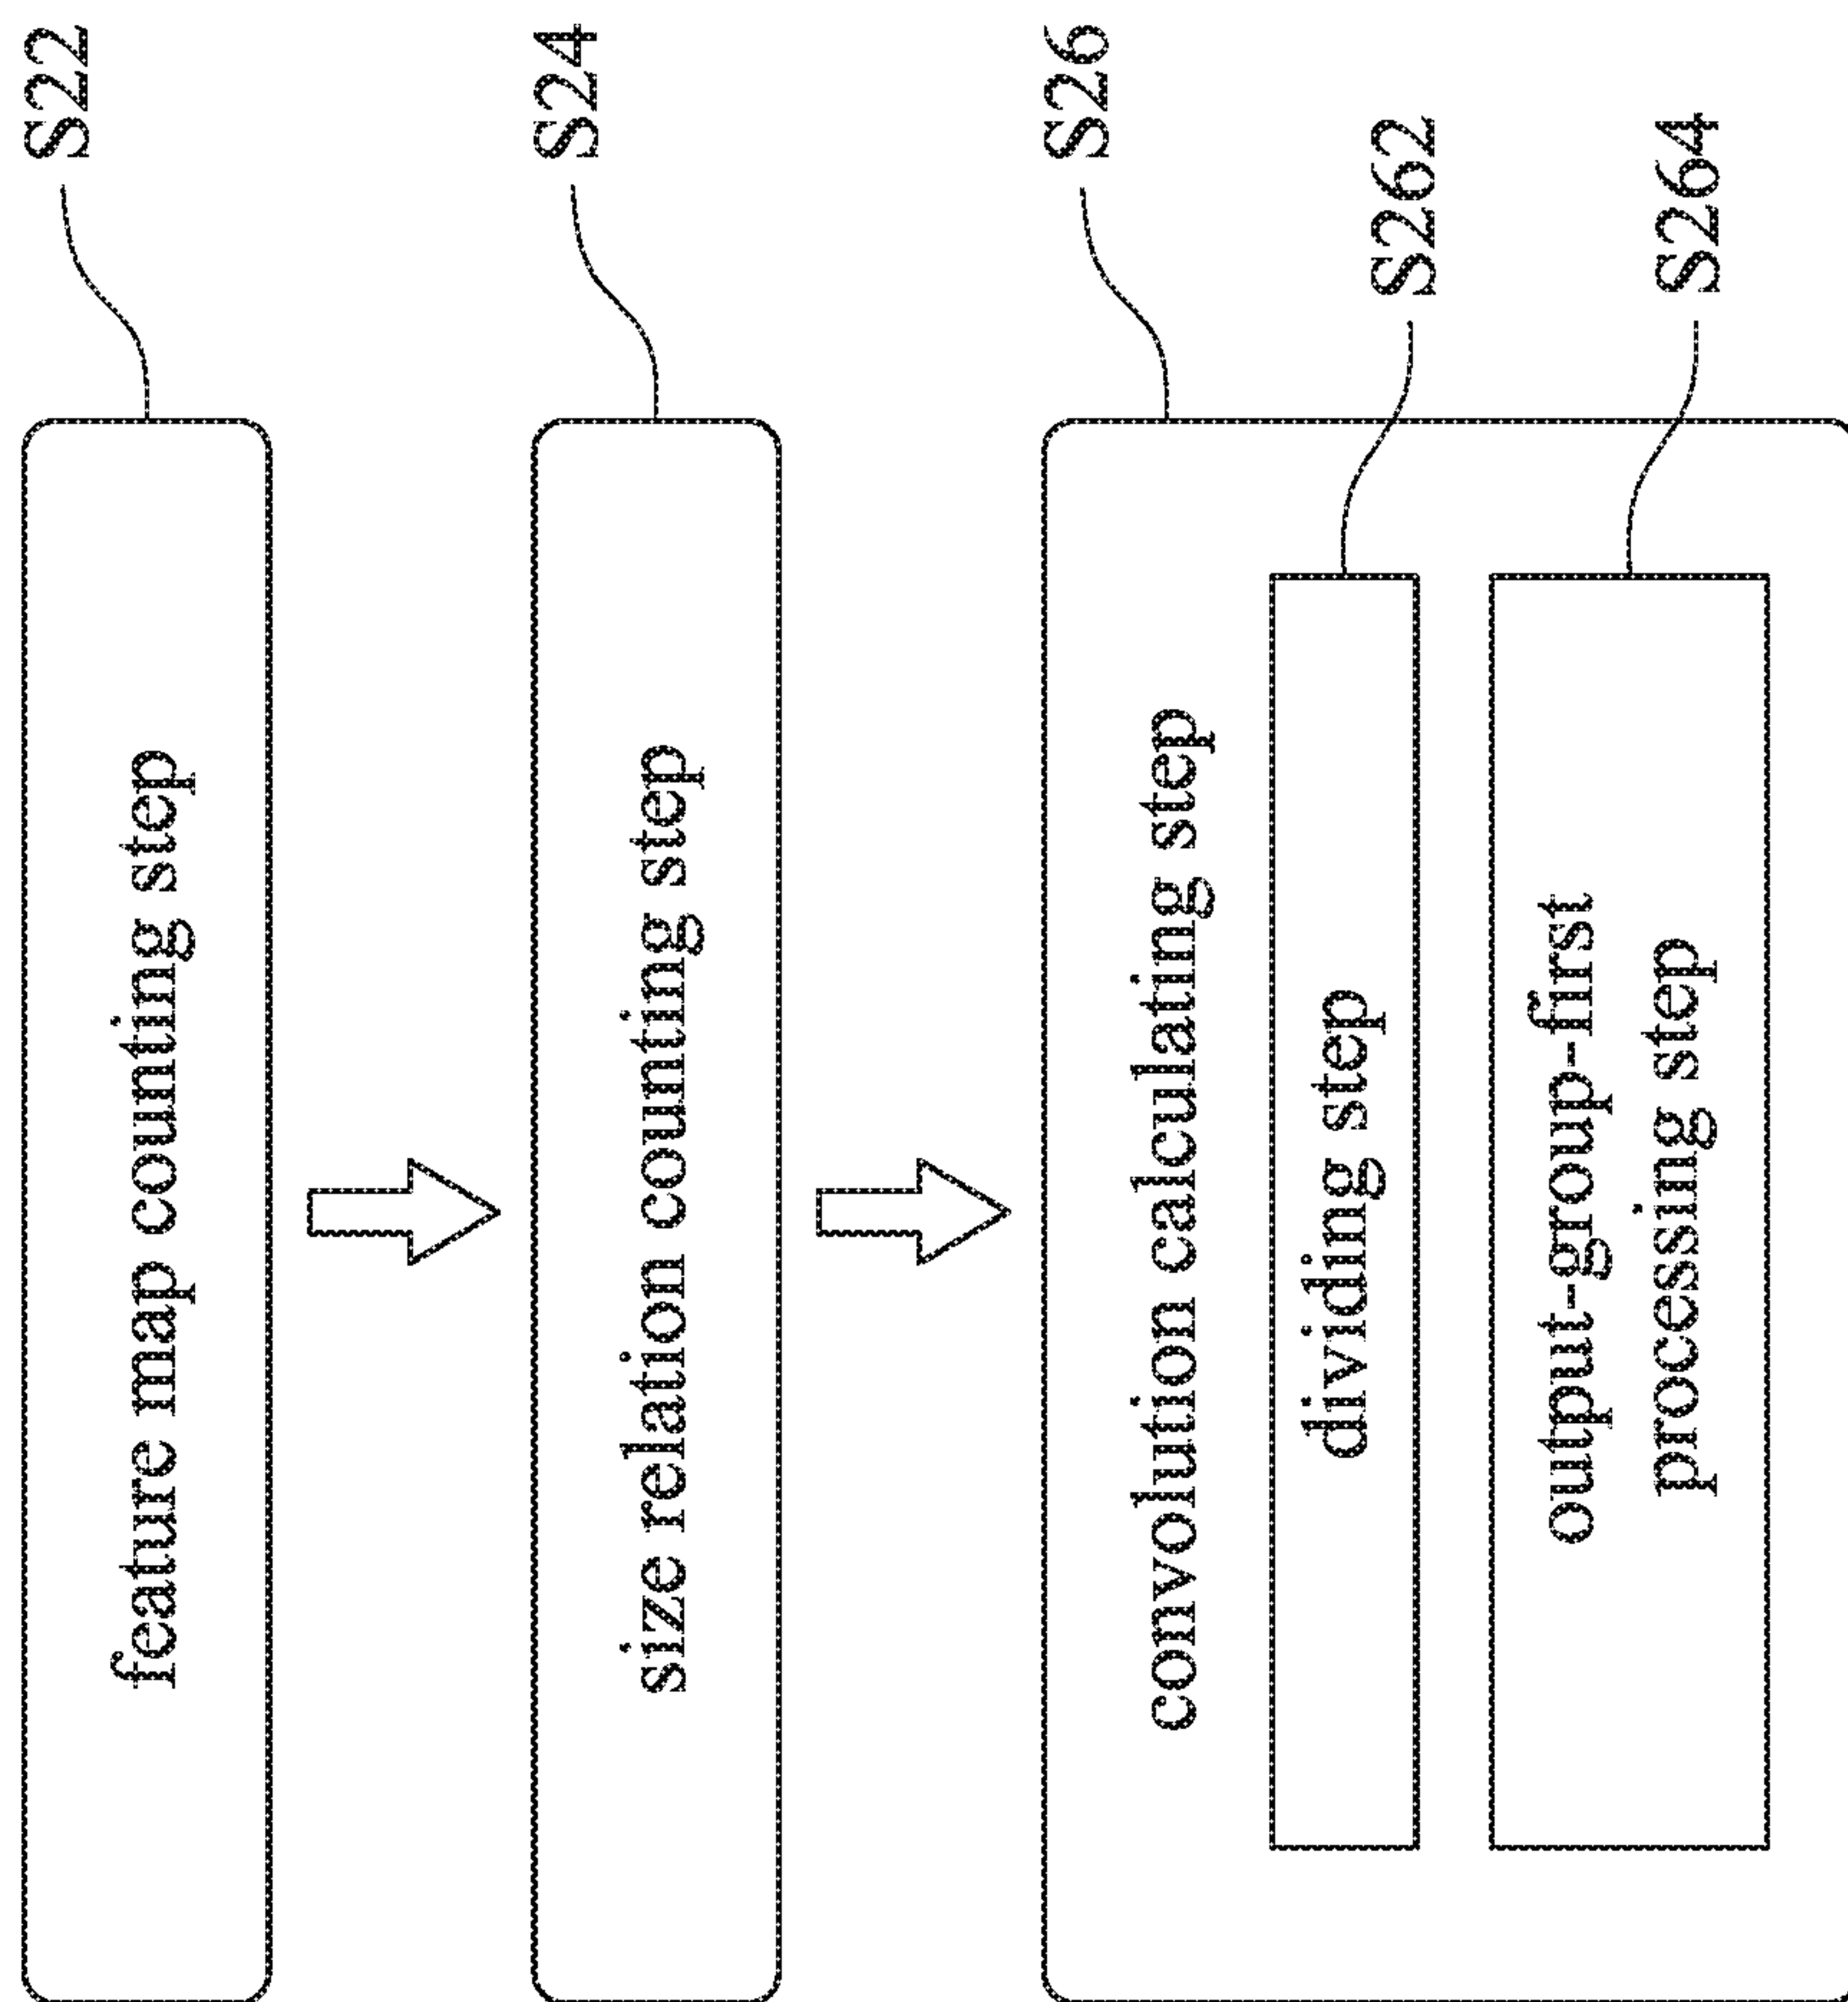 feature map counting step
S22
size relation counting step
S24
convolution calculating step
S26
dividing step
S262
output-group-first
processing step
S264